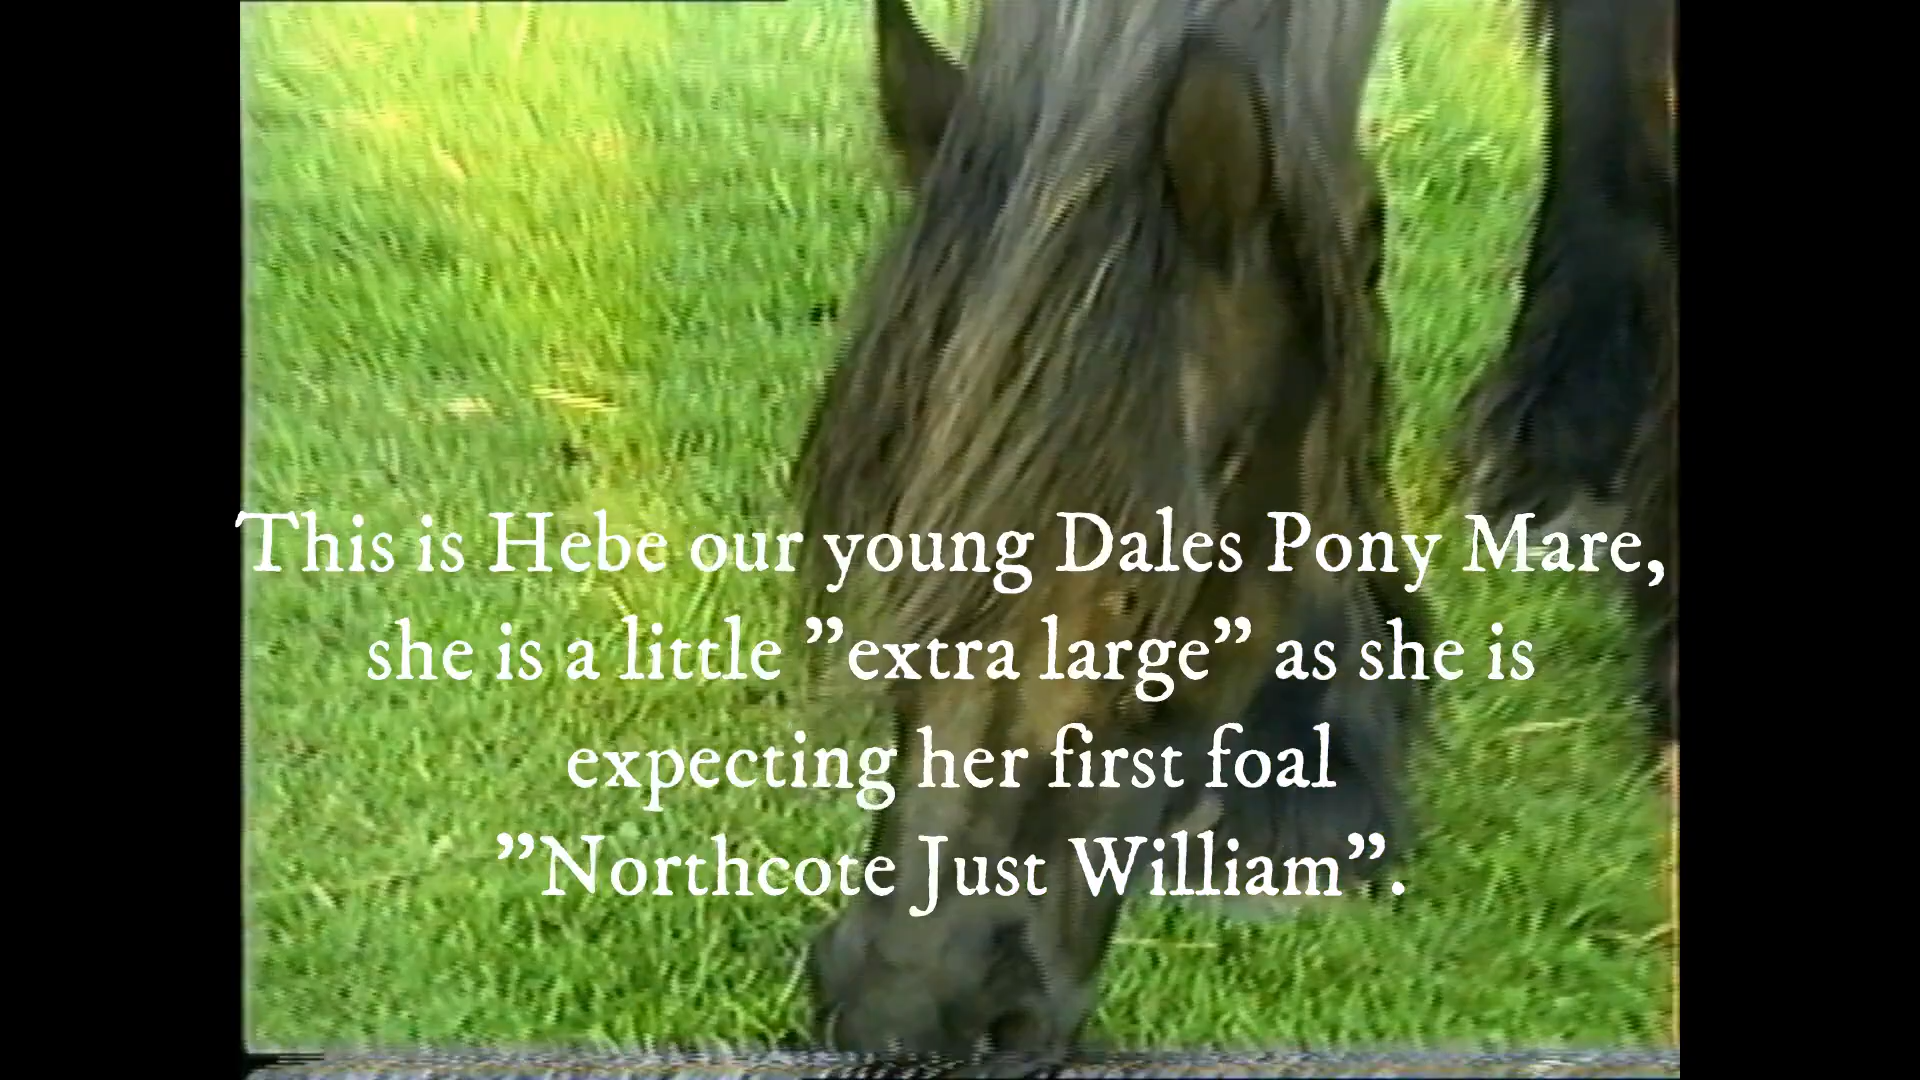 This is Hebe our young Dales Pony Mare,
she is a little ”extra large” as she is
expecting her first foal
”Northcote Just William”.